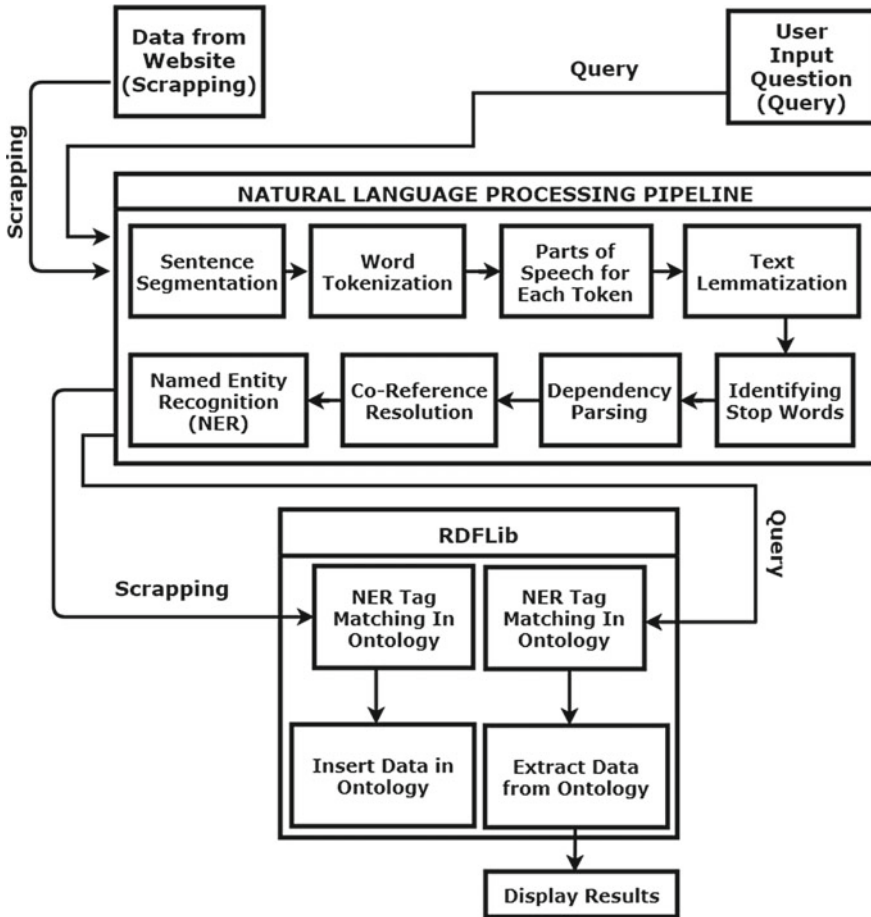 Data from
Website
(Scrapping)
User
Input
Question
(Query)
Query
Scrapping
NATURAL LANGUAGE PROCESSING PIPELINE
Sentence
Segmentation
Word
Tokenization
Parts of
Speech for
Each Token
Text
Lemmatization
Named Entity
Recognition
(NER)
Co-Reference
Resolution
Dependency
Parsing
Identifying
Stop Words
RDFLib
Query
Scrapping
NER Tag
Matching In
Ontology
NER Tag
Matching In
Ontology
Insert Data in
Ontology
Extract Data
from Ontology
Display Results